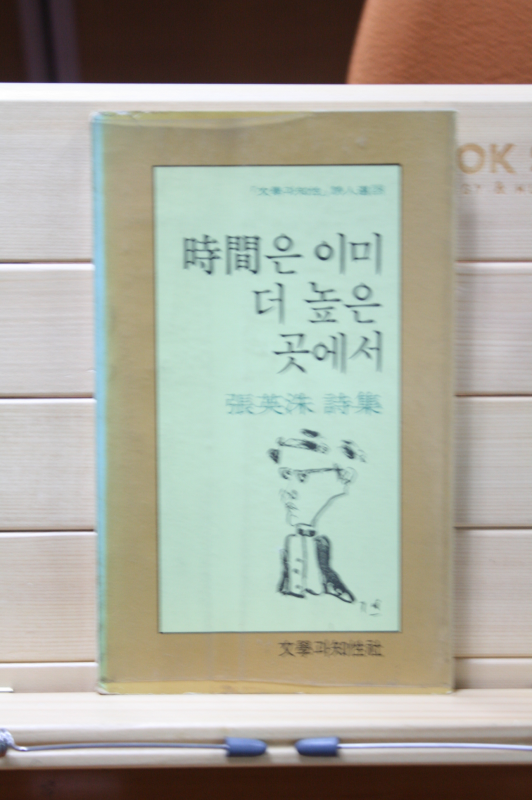 「文學과知性」詩人選
時間은 이미
더 높은
곳에서
張英洙 詩集
文學과知性社
OK